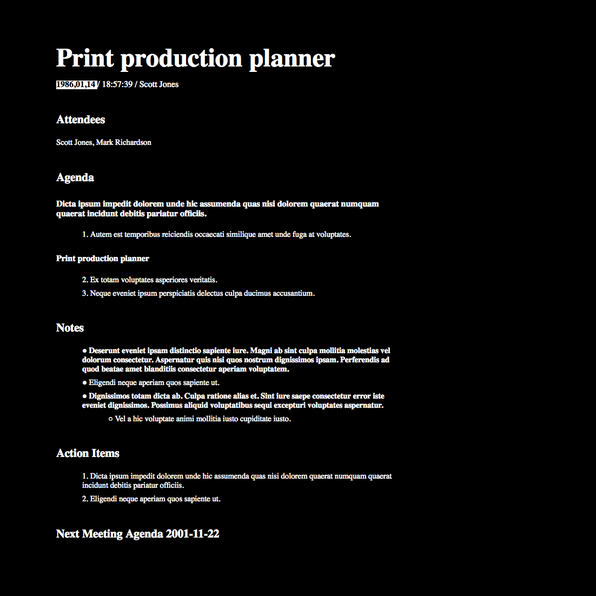 Print production planner
1986,01,14 / 18:57:39 / Scott Jones
Attendees
Scott Jones, Mark Richardson
Agenda
Dicta ipsum impedit dolorem unde hic assumenda quas nisi dolorem quaerat numquam
quaerat incidunt debitis pariatur officiis.
1. Autem est temporibus reiciendis occaecati similique amet unde fuga at voluptates.
Print production planner
2. Ex totam voluptates asperiores veritatis.
3. Neque eveniet ipsum perspiciatis delectus culpa ducimus accusantium.
Notes
● Deserunt eveniet ipsam distinctio sapiente iure. Magni ab sint culpa mollitia molestias vel
dolorum consectetur. Aspernatur quis nisi quos nostrum dignissimos ipsam. Perferendis ad
quod beatae amet blanditiis consectetur aperiam voluptatem.
● Eligendi neque aperiam quos sapiente ut.
● Dignissimos totam dicta ab. Culpa ratione alias et. Sint iure saepe consectetur error iste
eveniet dignissimos. Possimus aliquid voluptatibus sequi excepturi voluptates aspernatur.
○ Vel a hic voluptate animi mollitia iusto cupiditate iusto.
Action Items
1. Dicta ipsum impedit dolorem unde hic assumenda quas nisi dolorem quaerat numquam quaerat
incidunt debitis pariatur officiis.
2. Eligendi neque aperiam quos sapiente ut.
Next Meeting Agenda 2001-11-22